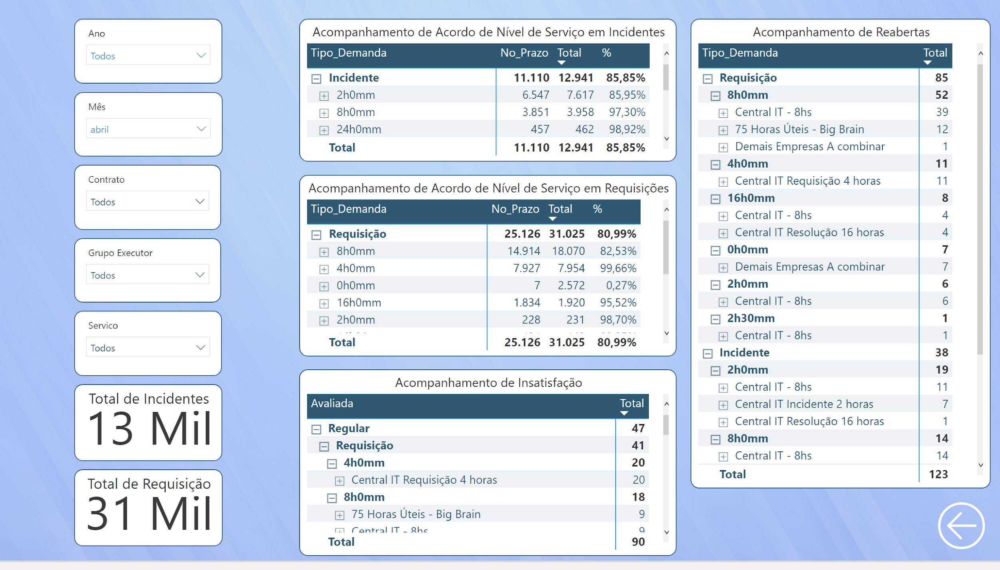 Ano
Todos
Mês
abril
Contrato
Todos
Grupo Executor
Todos
Servico
Todos
Total de Incidentes
13 Mil
Total de Requisição
31 Mil
Acompanhamento de Acordo de Nível de Serviço em Incidentes
Tipo_Demanda No_Prazo Total %
Incidente 11.110 12.941 85,85%
2h0mm 6.547 7.617 85,95%
8h0mm 3.851 3.958 97,30%
24h0mm 457 462 98,92%
Total 11.110 12.941 85,85%
Acompanhamento de Acordo de Nível de Serviço em Requisições
Tipo_Demanda No_Prazo Total %
Requisição 25.126 31.025 80,99%
8h0mm 14.914 18.070 82,53%
4h0mm 7.927 7.954 99,66%
0h0mm 7 2.572 0,27%
16h0mm 1.834 1.920 95,52%
2h0mm 228 231 98,70%
Total 25.126 31.025 80,99%
Acompanhamento de Insatisfação
Avaliada Total
Regular 47
Requisição 41
4h0mm 20
Central IT Requisição 4 horas 20
8h0mm 18
75 Horas Úteis - Big Brain 9
Central IT - 8hs 9
Total 90
Acompanhamento de Reabertas
Tipo_Demanda Total
Requisição 85
8h0mm 52
Central IT - 8hs 39
75 Horas Úteis - Big Brain 12
Demais Empresas A combinar 1
4h0mm 11
Central IT Requisição 4 horas 11
16h0mm 8
Central IT - 8hs 4
Central IT Resolução 16 horas 4
0h0mm 7
Demais Empresas A combinar 7
2h0mm 6
Central IT - 8hs 6
2h30mm 1
Central IT - 8hs 1
Incidente 38
2h0mm 19
Central IT - 8hs 11
Central IT Incidente 2 horas 7
Central IT Resolução 16 horas 1
8h0mm 14
Central IT - 8hs 14
Total 123